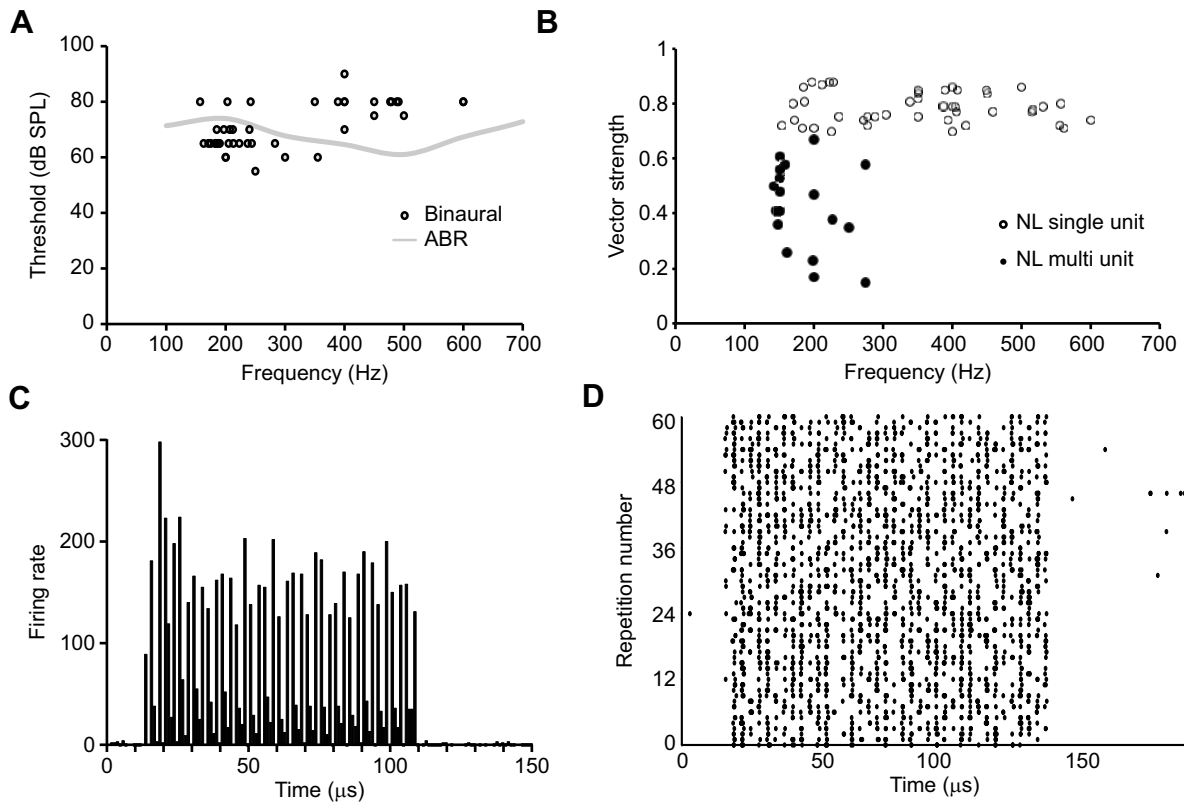 A
Threshold (dB SPL)
100
80
60
40
20
0
100 200 300 400 500 600 700
Frequency (Hz)
Binaural
ABR
B
Vector strength
1
0.8
0.6
0.4
0.2
0
0 100 200 300 400 500 600 700
Frequency (Hz)
NL single unit
NL multi unit
C
Firing rate
300
200
100
0
0 50 100 150
Time (μs)
D
Repetition number
60
48
36
24
12
0
0 50 100 150
Time (μs)